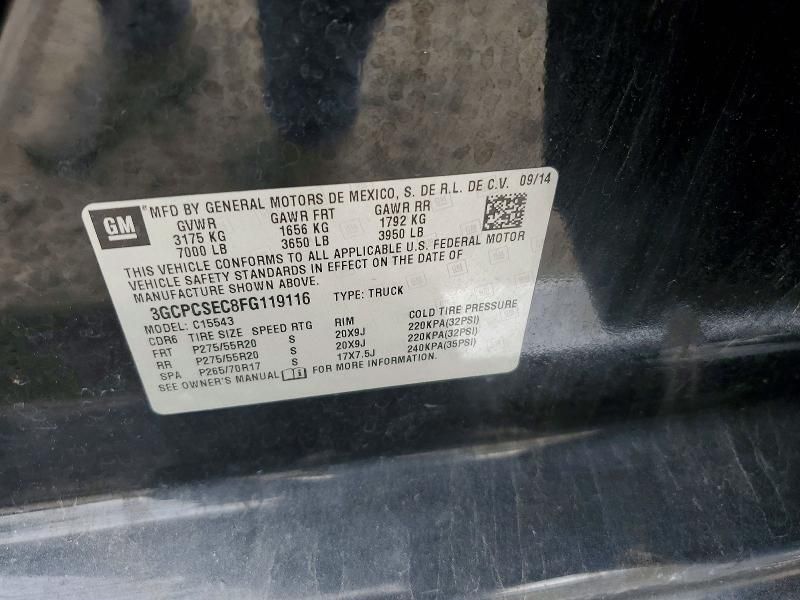 GM
"MFD BY GENERAL MOTORS DE MEXICO, S. DE R.L. DE C.V. 09/14
GVWR GAWR FRT GAWR RR
3175 KG 1656 KG 1792 KG
7000 LB 3650 LB 3950 LB
THIS VEHICLE CONFORMS TO ALL APPLICABLE U.S. FEDERAL MOTOR
VEHICLE SAFETY STANDARDS IN EFFECT ON THE DATE OF
MANUFACTURE SHOWN ABOVE.
3GCPCSEC8FG119116 TYPE: TRUCK
MODEL: C15543
CDR6 TIRE SIZE SPEED RTG RIM COLD TIRE PRESSURE
FRT P275/55R20 S 20X9J 220KPA(32PSI)
RR P275/55R20 S 20X9J 220KPA(32PSI)
SPA P265/70R17 S 17X7.5J 240KPA(35PSI)
SEE OWNER'S MANUAL FOR MORE INFORMATION.